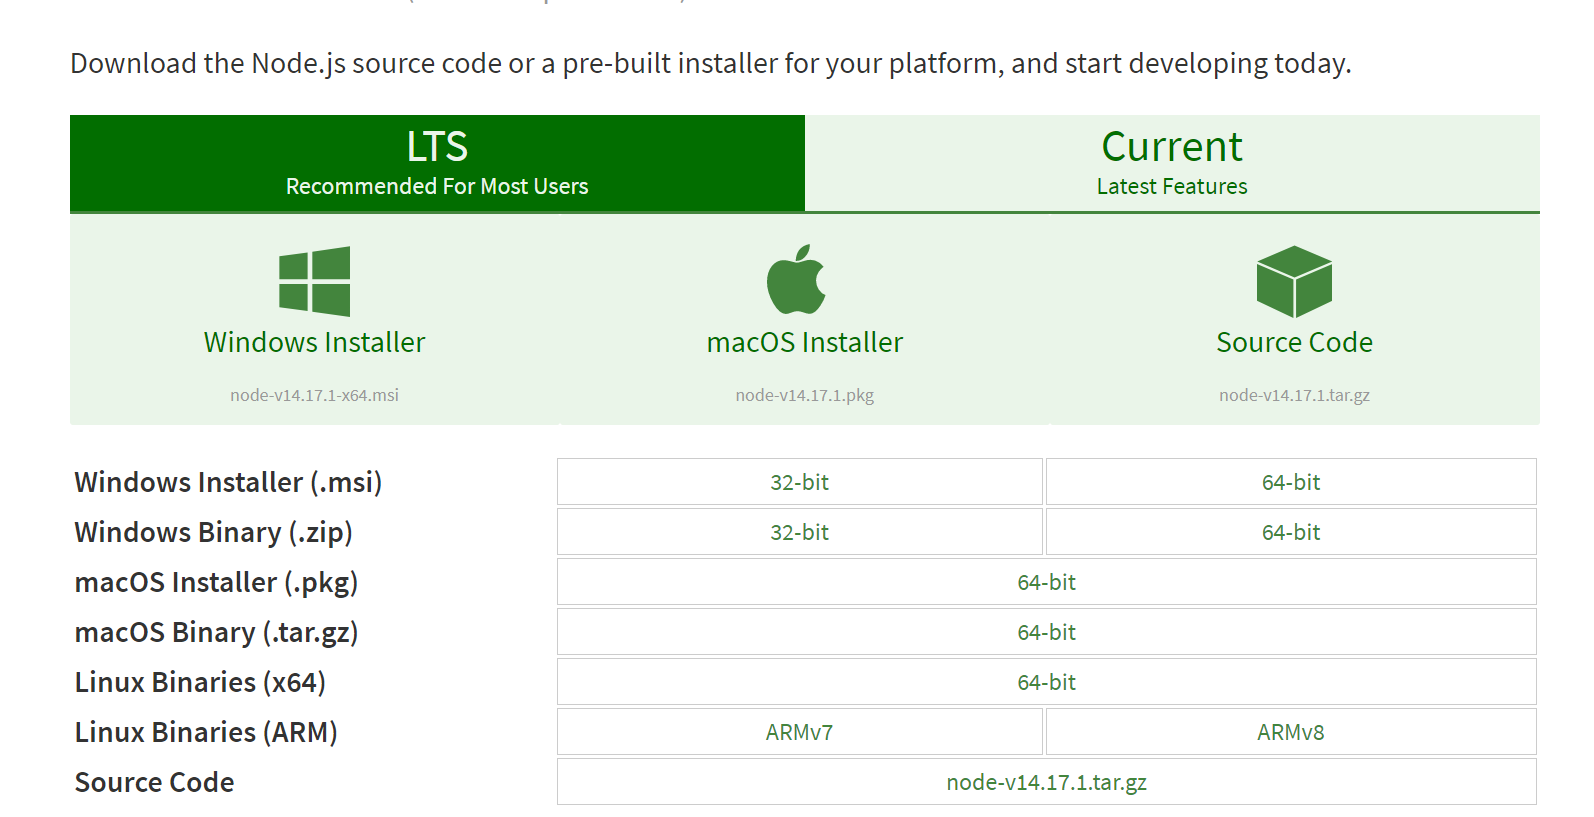 Download the Node.js source code or a pre-built installer for your platform, and start developing today.
LTS
Recommended For Most Users
Current
Latest Features
Windows Installer
node-v14.17.1-x64.msi
macOS Installer
node-v14.17.1.pkg
Source Code
node-v14.17.1.tar.gz
Windows Installer (.msi) 32-bit 64-bit
Windows Binary (.zip) 32-bit 64-bit
macOS Installer (.pkg) 64-bit
macOS Binary (.tar.gz) 64-bit
Linux Binaries (x64) 64-bit
Linux Binaries (ARM) ARMv7 ARMv8
Source Code node-v14.17.1.tar.gz